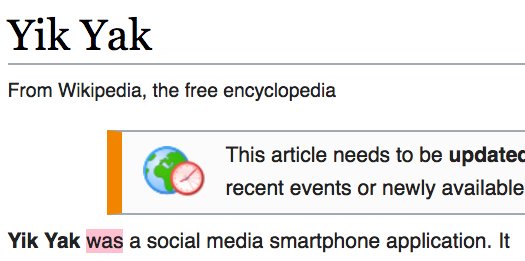 Yik Yak
From Wikipedia, the free encyclopedia
This article needs to be updated
recent events or newly available
Yik Yak was a social media smartphone application. It